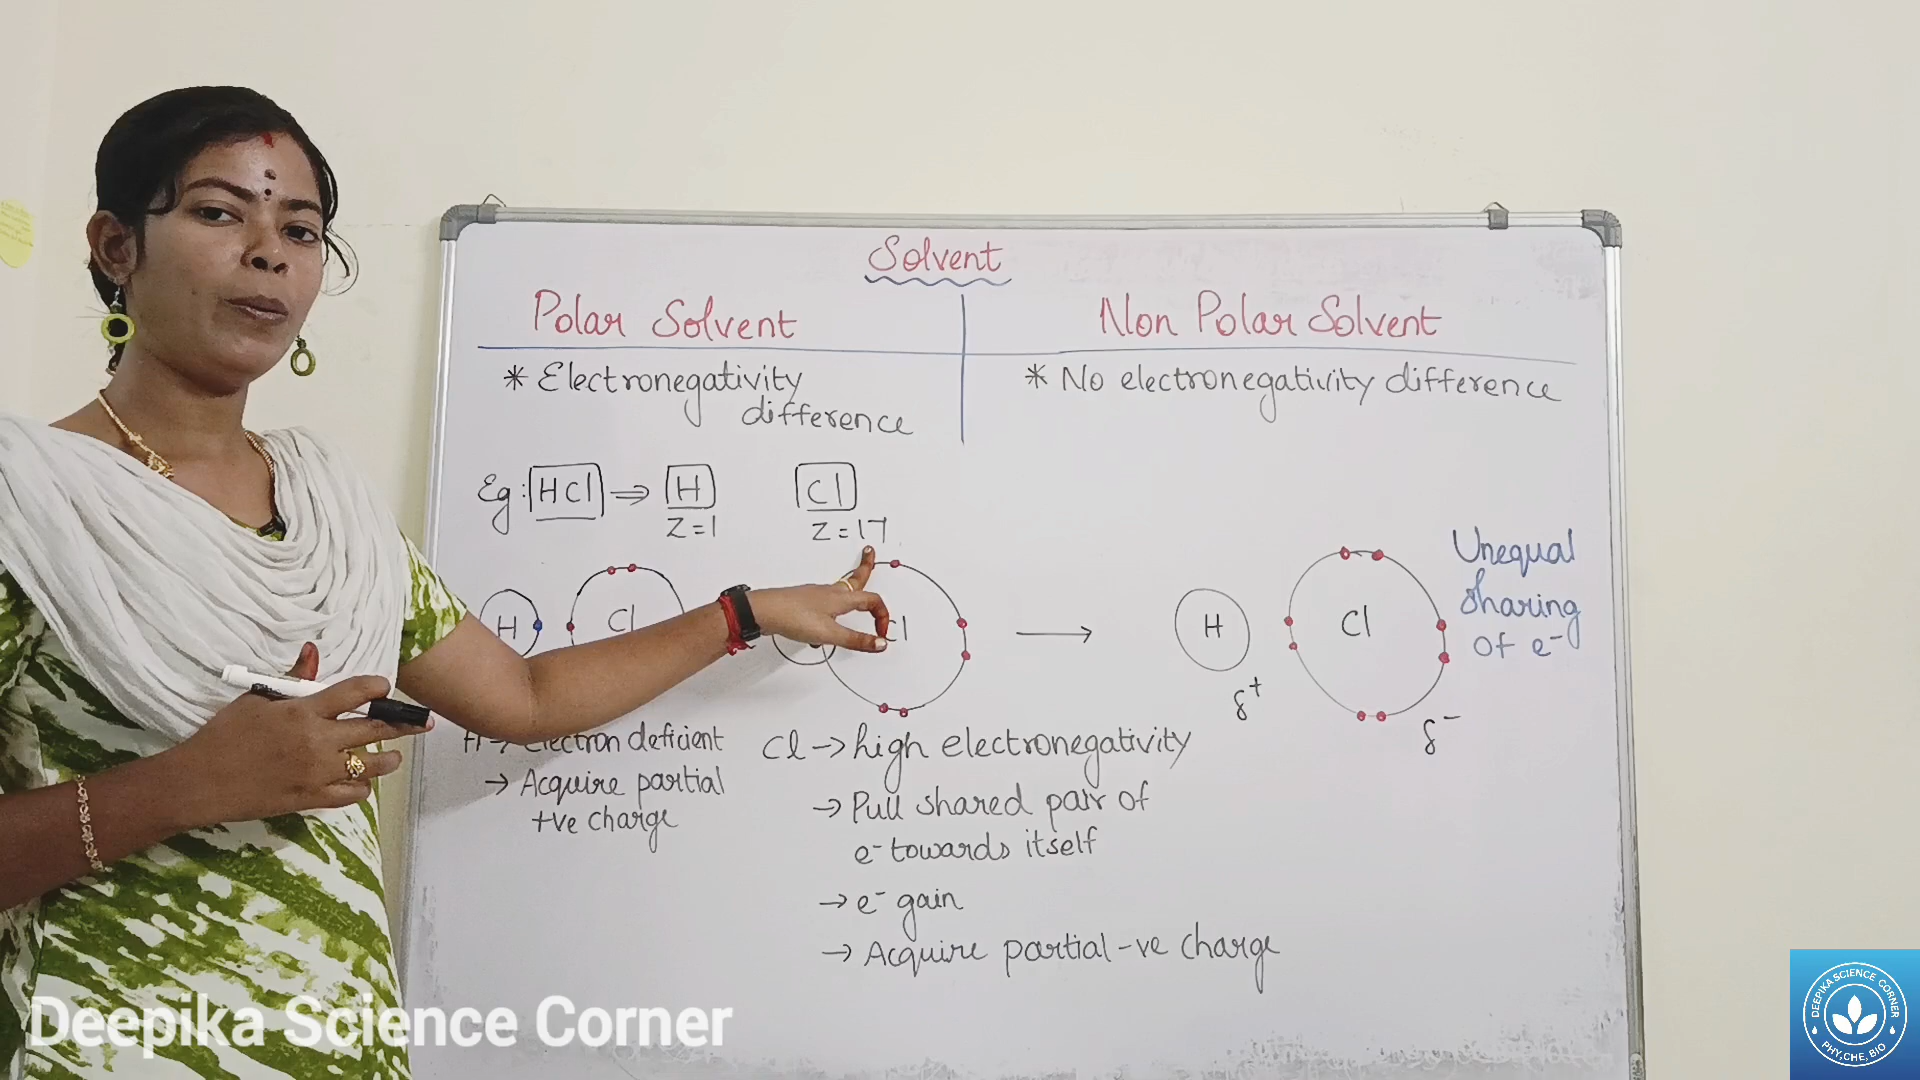 Solvent
Polar Solvent
Non Polar Solvent
* Electronegativity
difference
* No electronegativity difference
Eg: HCl ⇒ H
Z=1
Cl
Z=17
H
Cl
Cl
→
H
δ+
Cl
δ-
Unequal
Sharing
of e-
H → Electron deficient
→ Acquire partial
+ve charge
Cl → high electronegativity
→ Pull shared pair of
e- towards itself
→ e- gain
→ Acquire partial -ve charge
Deepika Science Corner
DEEPIKA SCIENCE CORNER
PHY,CHE,BIO